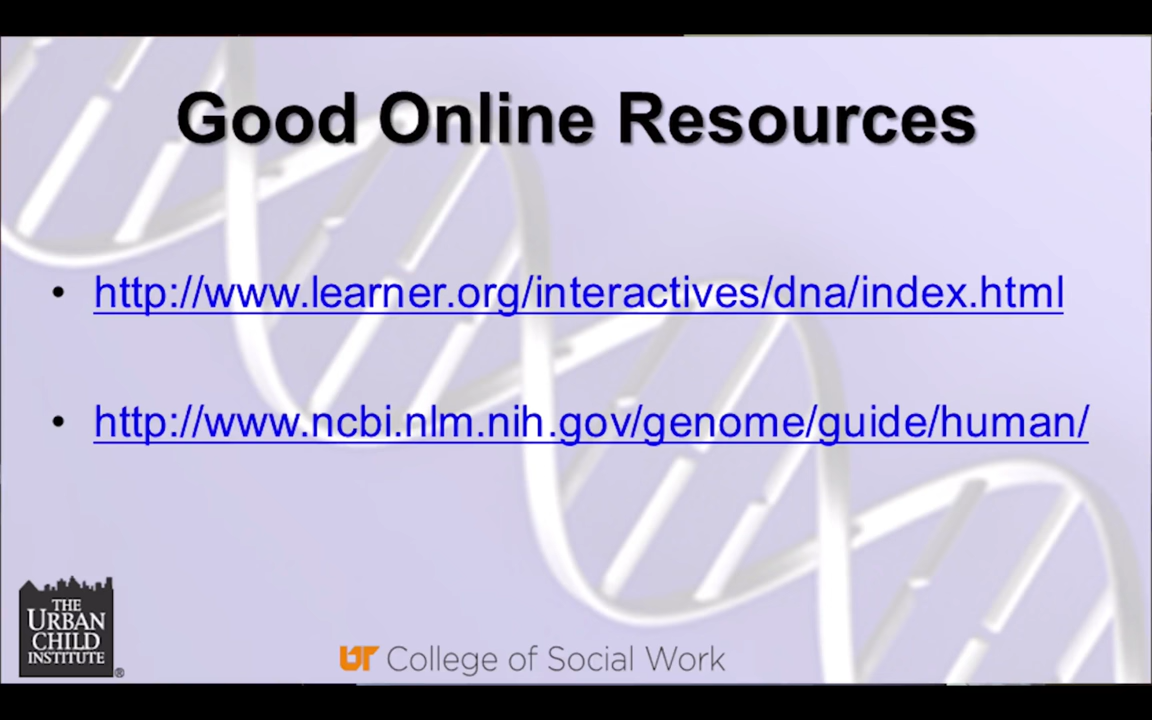 Good Online Resources
• http://www.learner.org/interactives/dna/index.html
• http://www.ncbi.nlm.nih.gov/genome/guide/human/
THE
URBAN
CHILD
INSTITUTE®
UT College of Social Work